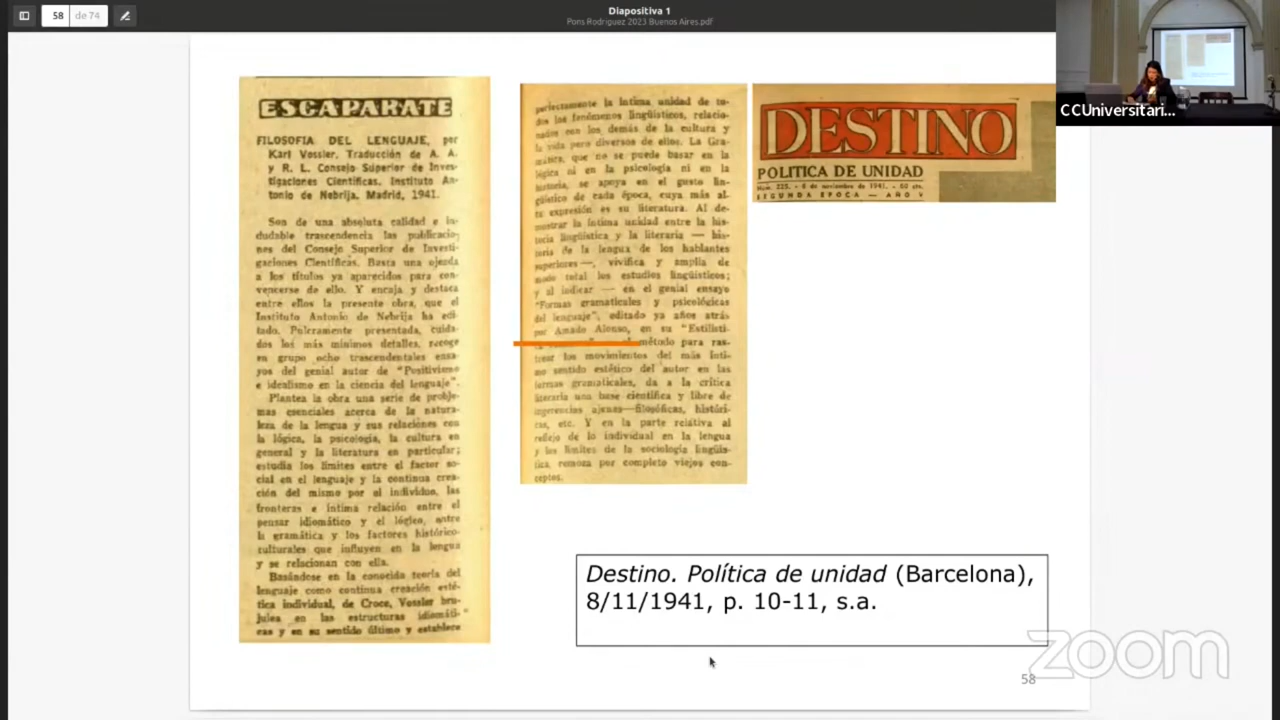 58 de 74
Diapositiva 1
Pons Rodríguez 2023 Buenos Aires.pdf
CCUniversitari...
ESCAPARATE
FILOSOFIA DEL LENGUAJE, por
Karl Vossler. Traducción de A. A.
y R. L. Consejo Superior de Inves-
tigaciones Científicas. Instituto An-
tonio de Nebrija. Madrid, 1941.
Son de una absoluta calidad e in-
dudable trascendencia las publicacio-
nes del Consejo Superior de Investi-
gaciones Científicas. Basta una ojeada
a los títulos ya aparecidos para con-
vencerse de ello. Y encaja y destaca
entre ellos la presente obra, que el
Instituto Antonio de Nebrija ha edi-
tado. Pulcramente presentada, cuida-
dos los más mínimos detalles, recoge
en grupo ocho trascendentales ensa-
yos del genial autor de "Positivismo
e idealismo en la ciencia del lenguaje".
Plantea la obra una serie de proble-
mas esenciales acerca de la natura-
leza de la lengua y sus relaciones con
la lógica, la psicología, la cultura en
general y la literatura en particular;
estudia los límites entre el factor so-
cial en el lenguaje y la continua crea-
ción del mismo por el individuo, las
fronteras e íntima relación entre el
pensar idiomático y el lógico, entre
la gramática y los factores histórico-
culturales que influyen en la lengua
y se relacionan con ella.
Basándose en la conocida teoría del
lenguaje como continua creación esté-
tica individual, de Croce, Vossler bru-
julea en las estructuras idiomáti-
cas y en su sentido último y establece
perfectamente la íntima unidad de to-
dos los fenómenos lingüísticos, relacio-
nados con los demás de la cultura y
la vida pero diversos de ellos. La Gra-
mática, que no se puede basar en la
lógica ni en la psicología ni en la
historia, se apoya en el gusto lin-
güístico de cada época, cuya más al-
ta expresión es su literatura. Al de-
mostrar la íntima unidad entre la his-
toria lingüística y la literaria — his-
toria de la lengua de los hablantes
superiores —, vivifica y amplía de
modo total los estudios lingüísticos;
y al indicar — en el genial ensayo
"Formas gramaticales y psicológicas
del lenguaje", editado ya años atrás
por Amado Alonso, en su "Estilísti-
método para ras-
trear los movimientos del más ínti-
mo sentido estético del autor en las
formas gramaticales, da a la crítica
literaria una base científica y libre de
ingerencias ajenas—filosóficas, históri-
cas, etc. Y en la parte relativa al
reflejo de lo individual en la lengua
y los límites de la sociología lingüís-
tica remoza por completo viejos con-
ceptos.
DESTINO
POLITICA DE UNIDAD
Núm. 225 - 8 de noviembre de 1941. - 60 cts.
SEGUNDA EPOCA — AÑO V
Destino. Política de unidad (Barcelona),
8/11/1941, p. 10-11, s.a.
zoom
58